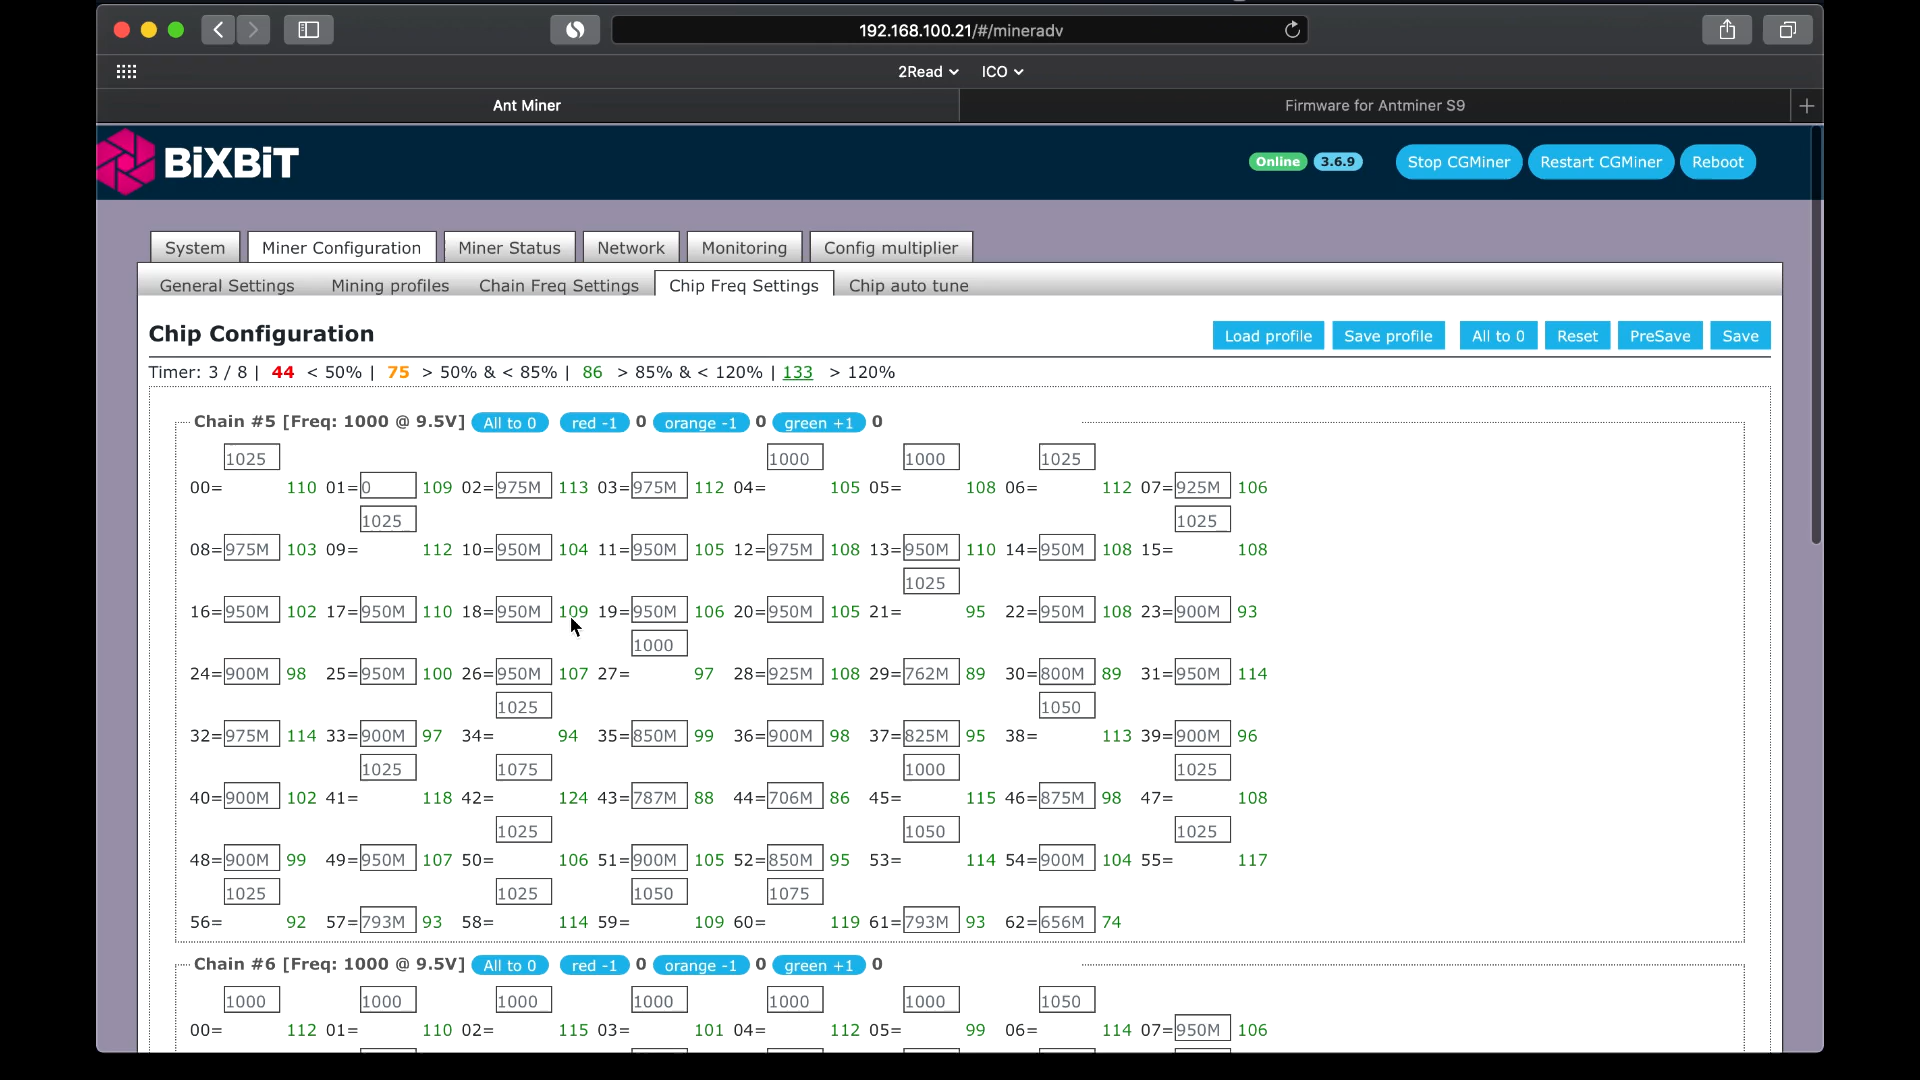 192.168.100.21/#/mineradv
2Read ICO
Ant Miner Firmware for Antminer S9
BiXBiT Online 3.6.9 Stop CGMiner Restart CGMiner Reboot
System Miner Configuration Miner Status Network Monitoring Config multiplier
General Settings Mining profiles Chain Freq Settings Chip Freq Settings Chip auto tune
Chip Configuration Load profile Save profile All to 0 Reset PreSave Save
Timer: 3 / 8 | 44 < 50% | 75 > 50% & < 85% | 86 > 85% & < 120% | 133 > 120%
Chain #5 [Freq: 1000 @ 9.5V] All to 0 red -1 0 orange -1 0 green +1 0
1025 1000 1000 1025
00= 110 01=0 109 02=975M 113 03=975M 112 04= 105 05= 108 06= 112 07=925M 106
1025 1025
08=975M 103 09= 112 10=950M 104 11=950M 105 12=975M 108 13=950M 110 14=950M 108 15= 108
1025
16=950M 102 17=950M 110 18=950M 109 19=950M 106 20=950M 105 21= 95 22=950M 108 23=900M 93
1000
24=900M 98 25=950M 100 26=950M 107 27= 97 28=925M 108 29=762M 89 30=800M 89 31=950M 114
1025 1050
32=975M 114 33=900M 97 34= 94 35=850M 99 36=900M 98 37=825M 95 38= 113 39=900M 96
1025 1075 1000 1025
40=900M 102 41= 118 42= 124 43=787M 88 44=706M 86 45= 115 46=875M 98 47= 108
1025 1050 1025
48=900M 99 49=950M 107 50= 106 51=900M 105 52=850M 95 53= 114 54=900M 104 55= 117
1025 1025 1050 1075
56= 92 57=793M 93 58= 114 59= 109 60= 119 61=793M 93 62=656M 74
Chain #6 [Freq: 1000 @ 9.5V] All to 0 red -1 0 orange -1 0 green +1 0
1000 1000 1000 1000 1000 1000 1050
00= 112 01= 110 02= 115 03= 101 04= 112 05= 99 06= 114 07=950M 106